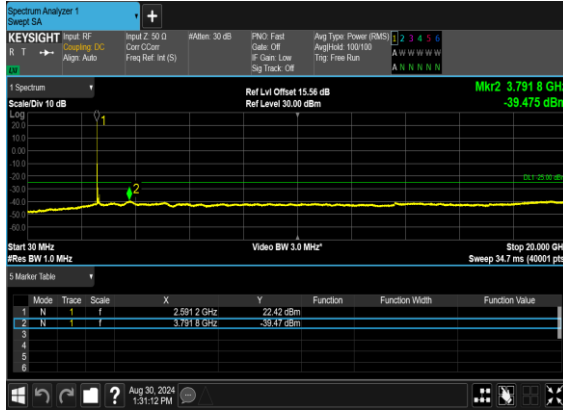 Spectrum Analyzer 1
Swept SA
+
KEYSIGHT Input: RF Input Z: 50 Ω #Atten: 30 dB PNO: Fast Avg Type: Power (RMS) 1 2 3 4 5 6
R T Coupling: DC Corr CCorr Gate: Off Avg|Hold: 100/100 A W W W W W
Align: Auto Freq Ref: Int (S) IF Gain: Low Trig: Free Run
LXI Sig Track: Off A N N N N N
1 Spectrum Ref Lvl Offset 15.56 dB Mkr2 3.791 8 GHz
Scale/Div 10 dB Ref Level 30.00 dBm -39.475 dBm
Log
1
20.0
10.0
0.00
-10.0
-20.0 DL1 -25.00 dBm
-30.0 2
-40.0
-50.0
-60.0
Start 30 MHz Video BW 3.0 MHz* Stop 20.000 GH
#Res BW 1.0 MHz Sweep 34.7 ms (40001 pts
5 Marker Table
Mode Trace Scale X Y Function Function Width Function Value
1 N 1 f 2.591 2 GHz 22.42 dBm
2 N 1 f 3.791 8 GHz -39.47 dBm
3
4
5
6
? Aug 30, 2024
1:31:12 PM